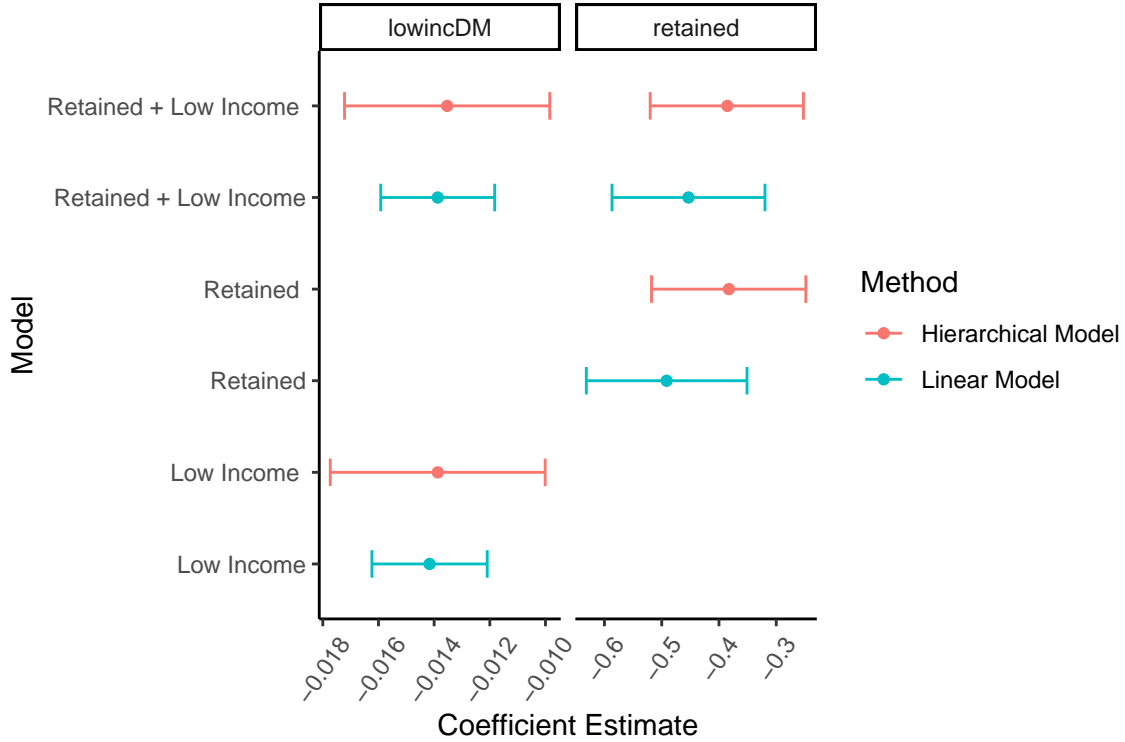 lowincDM
retained
Retained + Low Income
Retained + Low Income
Retained
Retained
Low Income
Low Income
Model
−0.018
−0.016
−0.014
−0.012
−0.010
−0.6
−0.5
−0.4
−0.3
Coefficient Estimate
Method
Hierarchical Model
Linear Model